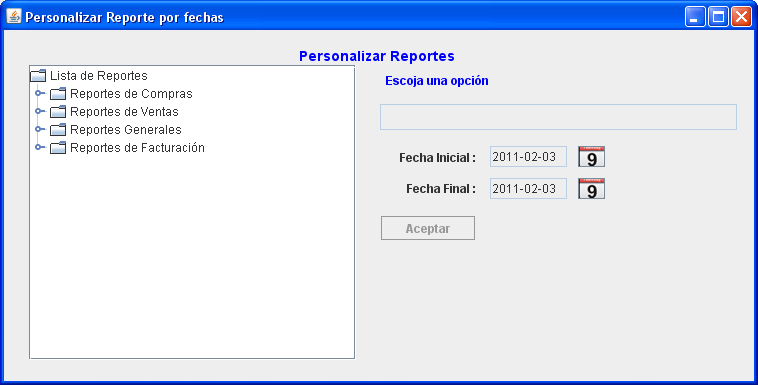 Personalizar Reporte por fechas
Personalizar Reportes
Lista de Reportes
Reportes de Compras
Reportes de Ventas
Reportes Generales
Reportes de Facturación
Escoja una opción
Fecha Inicial : 2011-02-03 9
Fecha Final : 2011-02-03 9
Aceptar